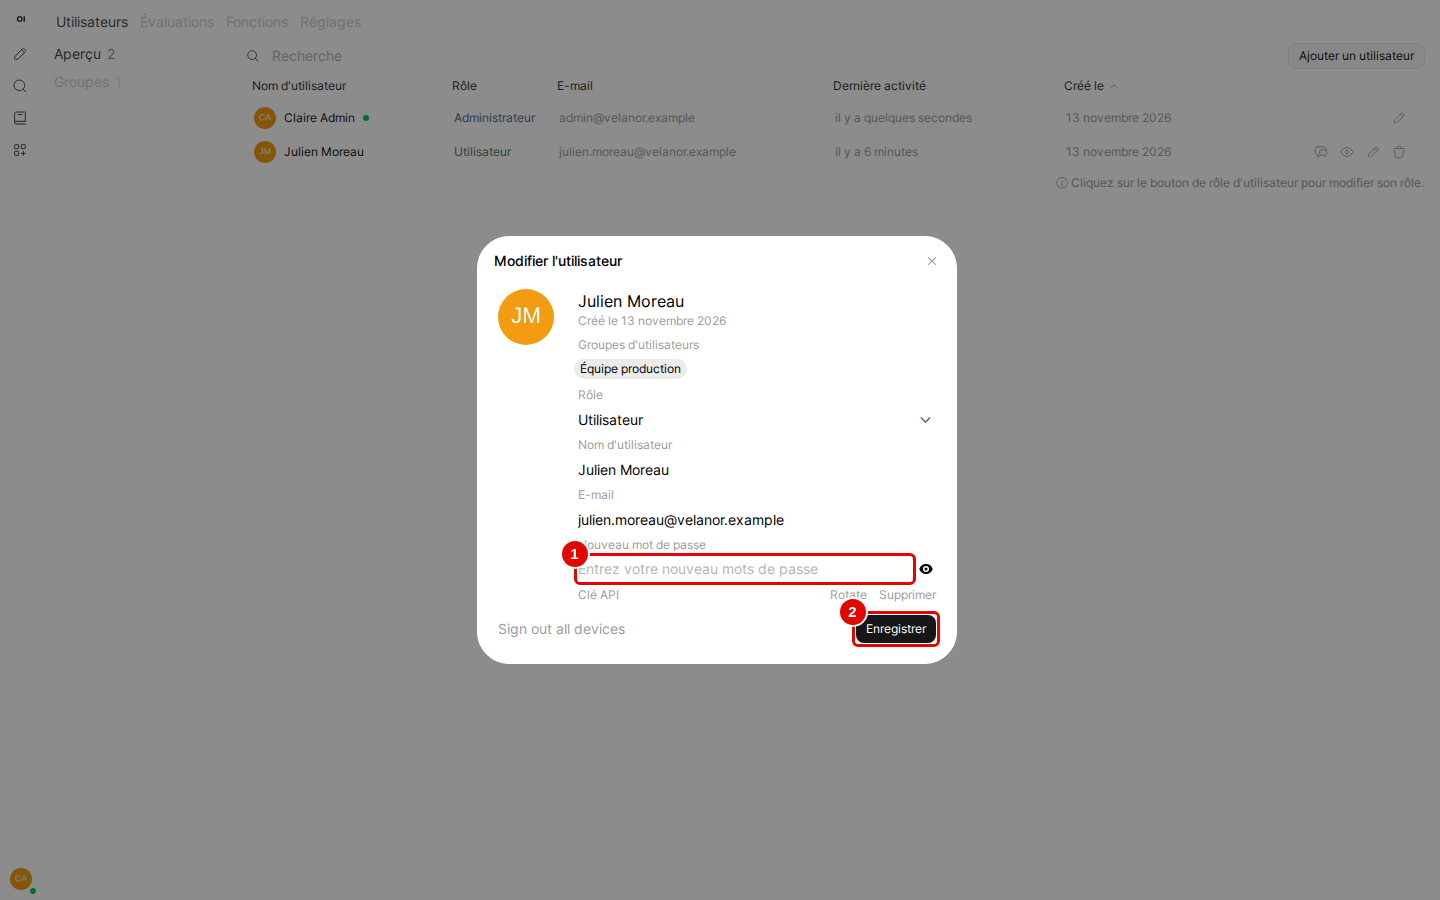 OI
Utilisateurs Évaluations Fonctions Réglages
Aperçu 2
Groupes 1
Recherche
Ajouter un utilisateur
Nom d'utilisateur Rôle E-mail Dernière activité Créé le
CA Claire Admin Administrateur admin@velanor.example il y a quelques secondes 13 novembre 2026
JM Julien Moreau Utilisateur julien.moreau@velanor.example il y a 6 minutes 13 novembre 2026
Cliquez sur le bouton de rôle d'utilisateur pour modifier son rôle.
Modifier l'utilisateur
JM
Julien Moreau
Créé le 13 novembre 2026
Groupes d'utilisateurs
Équipe production
Rôle
Utilisateur
Nom d'utilisateur
Julien Moreau
E-mail
julien.moreau@velanor.example
1
ouveau mot de passe
Entrez votre nouveau mots de passe
Clé API Rotate Supprimer
2
Sign out all devices Enregistrer
CA